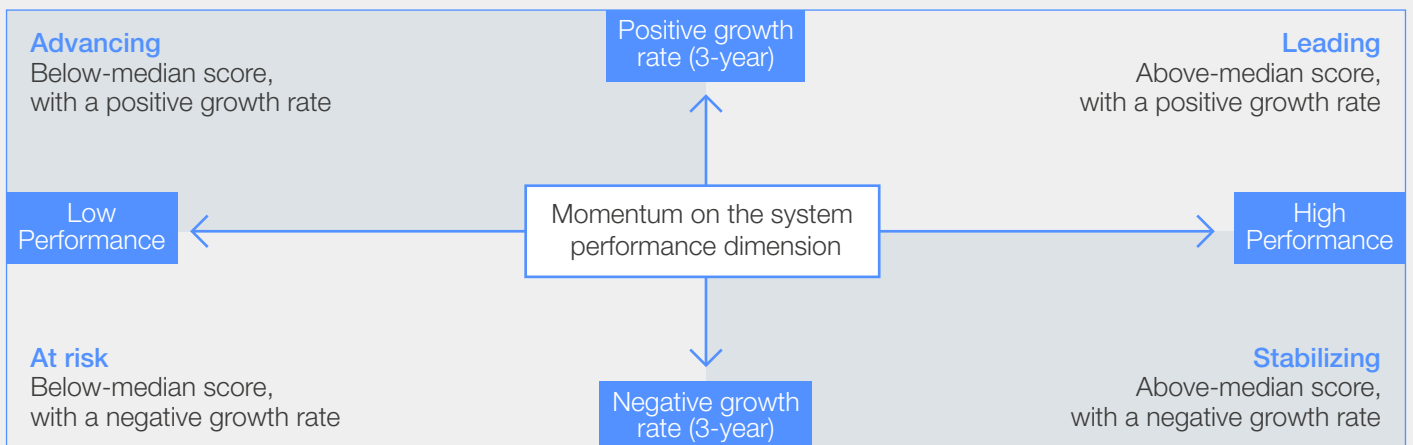 Advancing
Below-median score,
with a positive growth rate
Positive growth
rate (3-year)
Leading
Above-median score,
with a positive growth rate
Low
Performance
Momentum on the system
performance dimension
High
Performance
At risk
Below-median score,
with a negative growth rate
Negative growth
rate (3-year)
Stabilizing
Above-median score,
with a negative growth rate